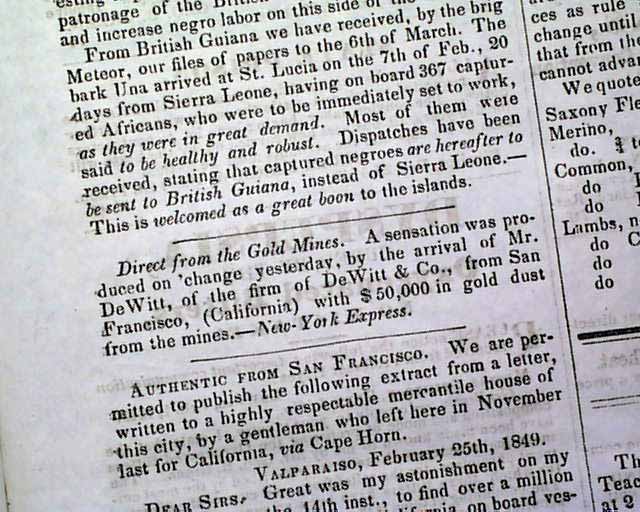 patronage of the British
and increase negro labor on this side of the
From British Guiana we have received, by the brig
Meteor, our files of papers to the 6th of March. The
bark Una arrived at St. Lucia on the 7th of Feb., 20
days from Sierra Leone, having on board 367 captur-
ed Africans, who were to be immediately set to work,
as they were in great demand. Most of them were
said to be healthy and robust. Dispatches have been
received, stating that captured negroes are hereafter to
be sent to British Guiana, instead of Sierra Leone.—
This is welcomed as a great boon to the islands.
Direct from the Gold Mines. A sensation was pro-
duced on 'change yesterday, by the arrival of Mr.
DeWitt, of the firm of DeWitt & Co., from San
Francisco, (California) with $50,000 in gold dust
from the mines.—New-York Express.
AUTHENTIC FROM SAN FRANCISCO. We are per-
mitted to publish the following extract from a letter,
written to a highly respectable mercantile house of
this city, by a gentleman who left here in November
last for California, via Cape Horn.
VALPARAISO, February 25th, 1849.
DEAR SIRS: Great was my astonishment on my
the 14th inst., to find over a million
on board ves-
ces as rule
change until
that from the
cannot advan
We quote
Saxony Fle
Merino,
do. ¾ to
Common,
do
do
Lambs, n
do C
do
do
Th
Teac
at 2